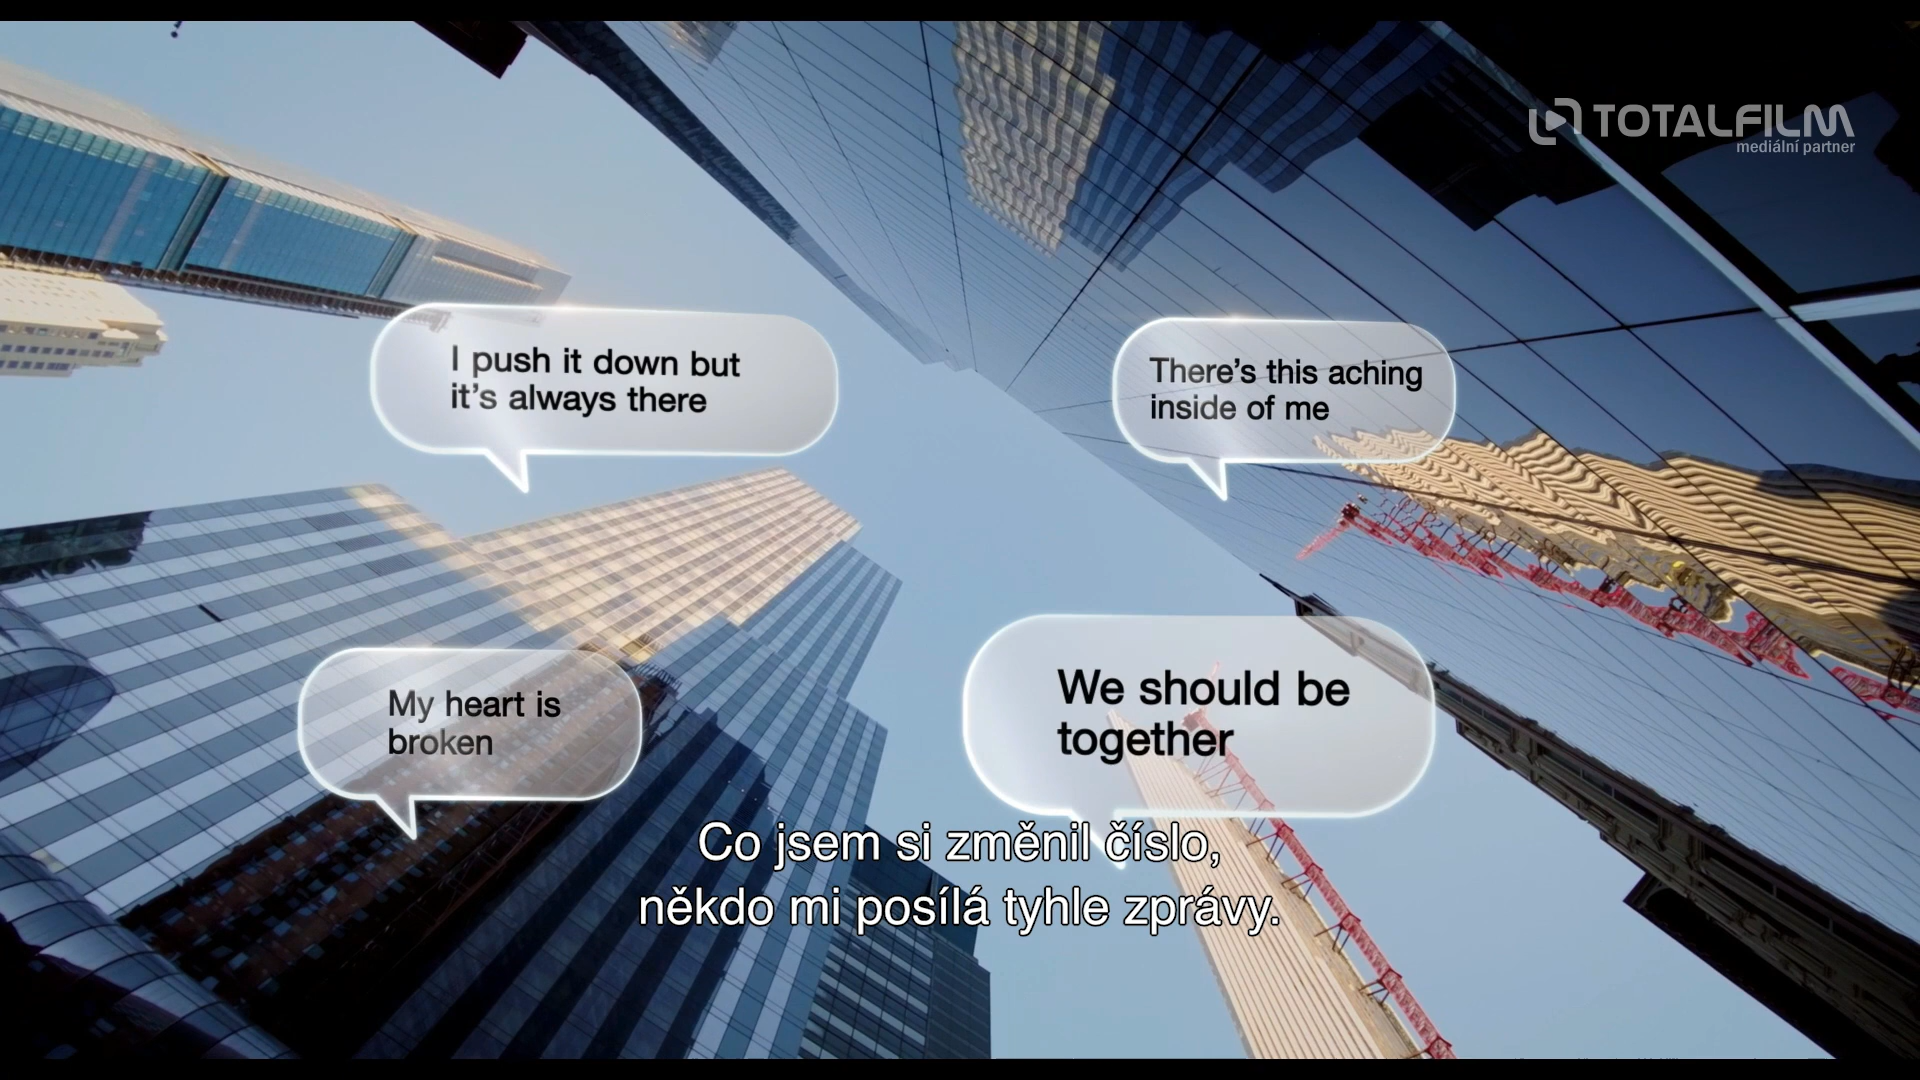 TOTALFILM
mediální partner
I push it down but
it's always there
There's this aching
inside of me
My heart is
broken
We should be
together
Co jsem si změnil číslo,
někdo mi posílá tyhle zprávy.